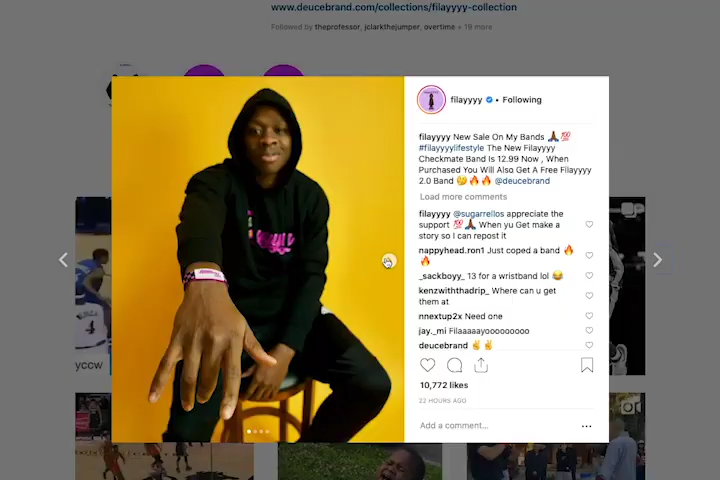 www.deucebrand.com/collections/filayyyy-collection
Followed by theprofessor, jclarkthejumper, overtime + 19 more
filayyyy • Following
filayyyy New Sale On My Bands 🙏🏿💯
#filayyyylifestyle The New Filayyyy
Checkmate Band Is 12.99 Now , When
Purchased You Will Also Get A Free Filayyyy
2.0 Band 🤔🔥🔥 @deucebrand
Load more comments
filayyyy @sugarrellos appreciate the
support 💯🙏🏿 When yu Get make a
story so I can repost it
nappyhead.ron1 Just coped a band 🔥
🔥
_sackboyy_ 13 for a wristband lol 😂
kenzwiththadrip_ Where can u get
them at
nnextup2x Need one
jay._mi Filaaaaayooooooooo
deucebrand ✌️ ✌️
10,772 likes
22 HOURS AGO
Add a comment...
4
yccw